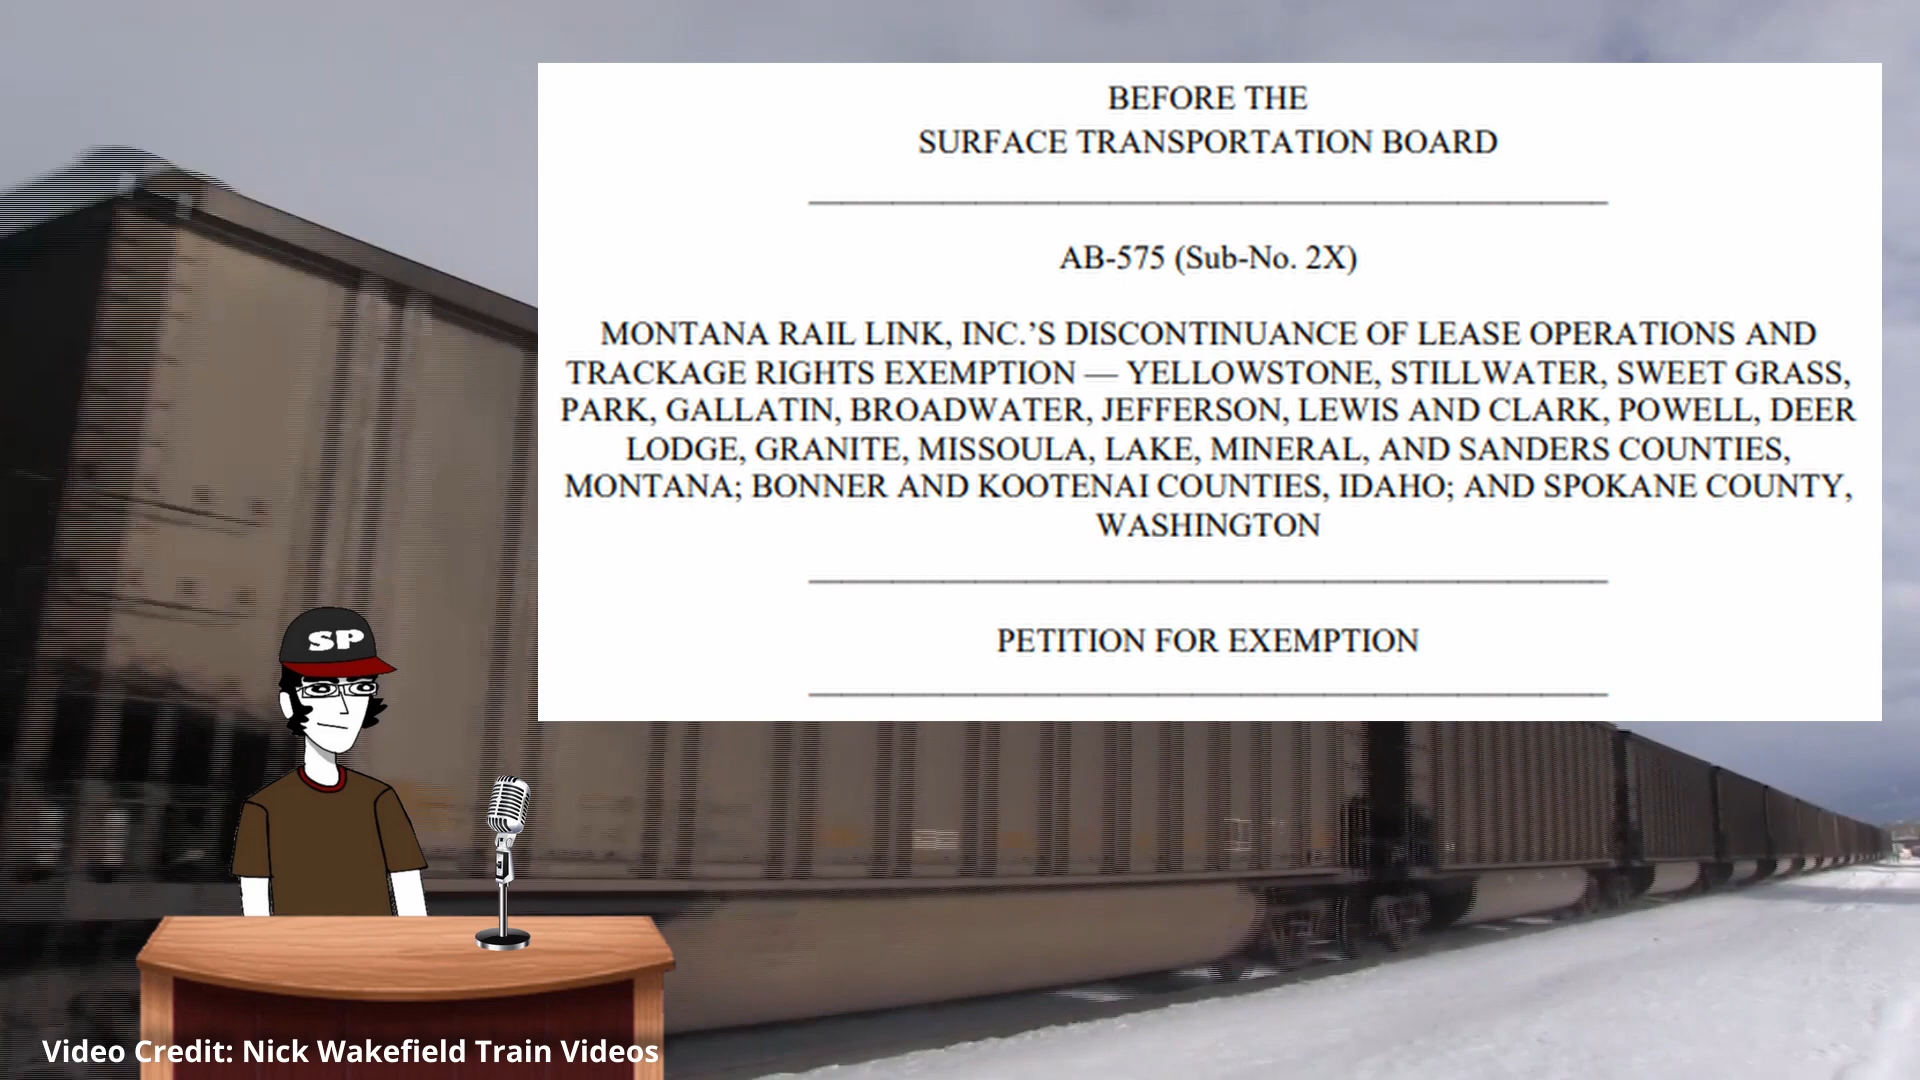 BEFORE THE
SURFACE TRANSPORTATION BOARD
AB-575 (Sub-No. 2X)
MONTANA RAIL LINK, INC.'S DISCONTINUANCE OF LEASE OPERATIONS AND
TRACKAGE RIGHTS EXEMPTION — YELLOWSTONE, STILLWATER, SWEET GRASS,
PARK, GALLATIN, BROADWATER, JEFFERSON, LEWIS AND CLARK, POWELL, DEER
LODGE, GRANITE, MISSOULA, LAKE, MINERAL, AND SANDERS COUNTIES,
MONTANA; BONNER AND KOOTENAI COUNTIES, IDAHO; AND SPOKANE COUNTY,
WASHINGTON
PETITION FOR EXEMPTION
SP
Video Credit: Nick Wakefield Train Videos